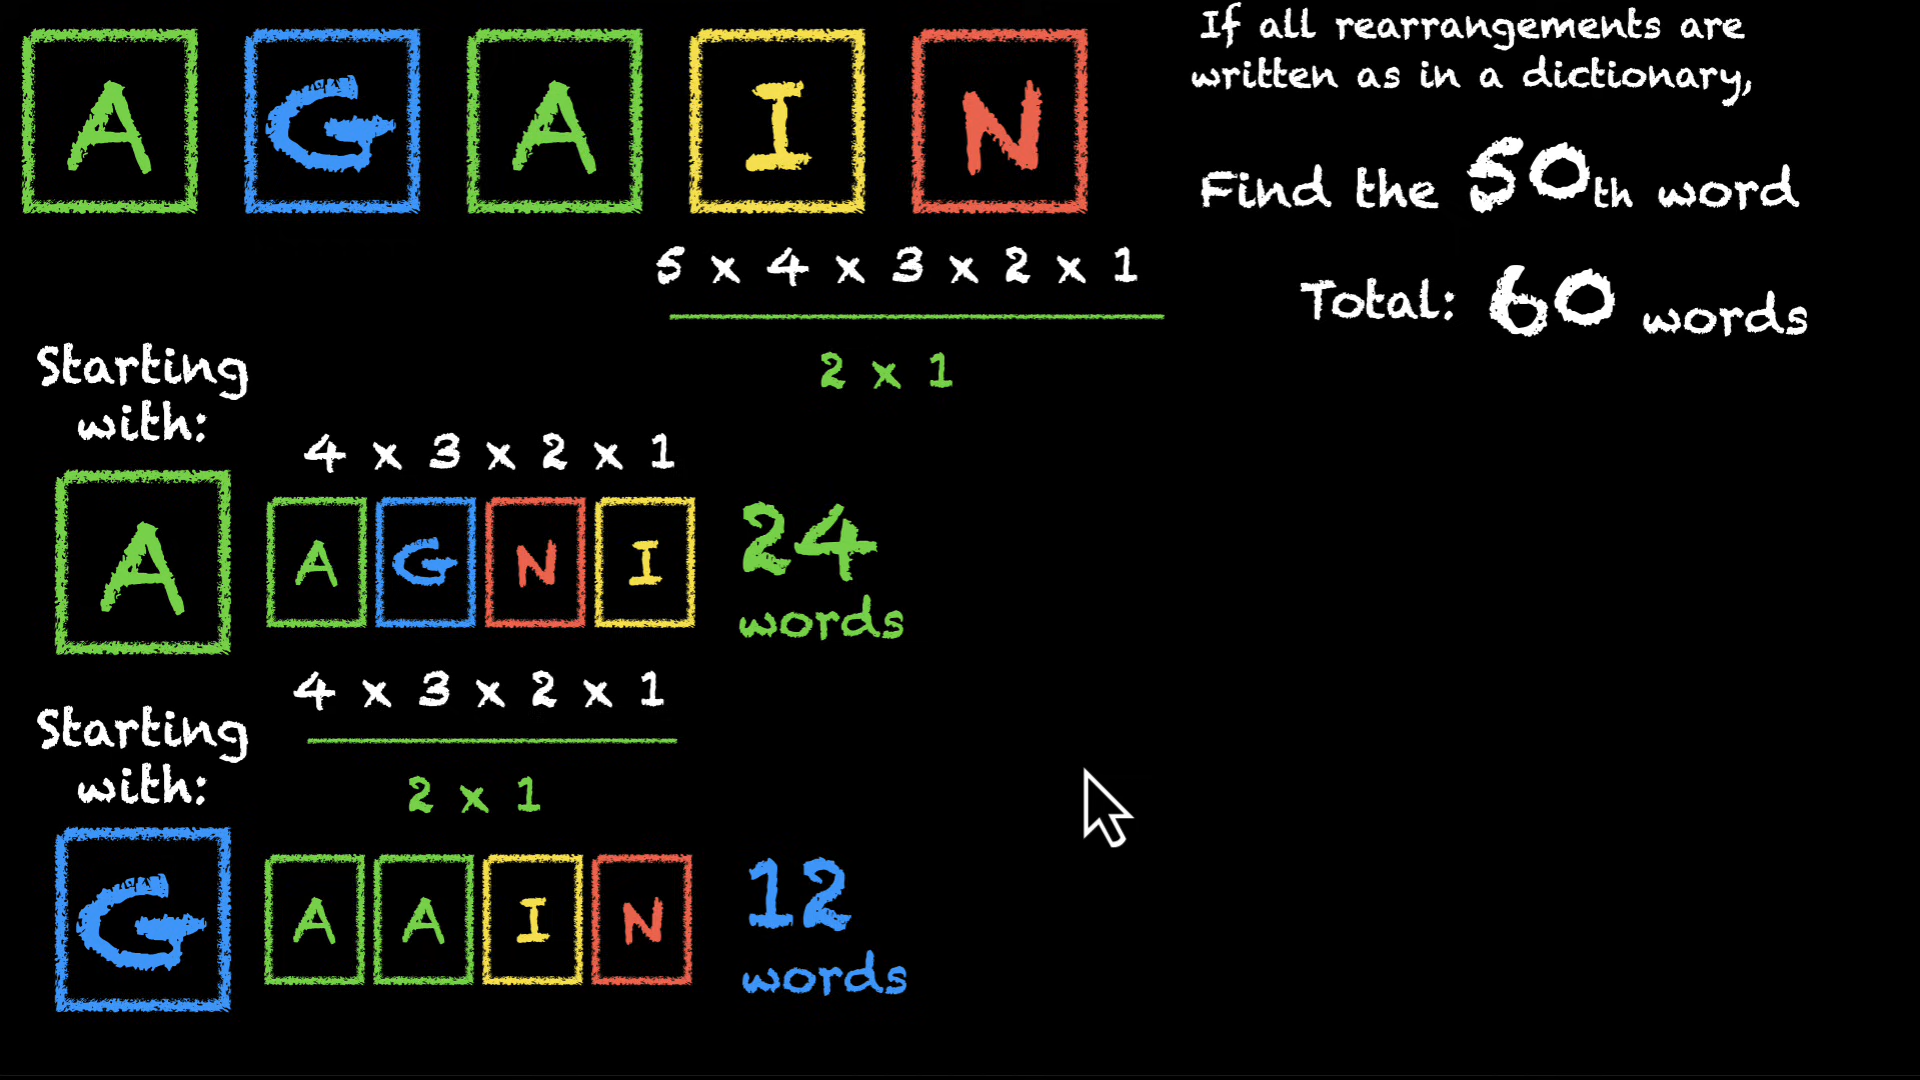 A G A I N
If all rearrangements are
written as in a dictionary,
Find the 50th word
5 x 4 x 3 x 2 x 1
2 x 1
Total: 60 words
Starting
with:
4 x 3 x 2 x 1
A A G N I
24
words
Starting
with:
4 x 3 x 2 x 1
2 x 1
G A A I N
12
words